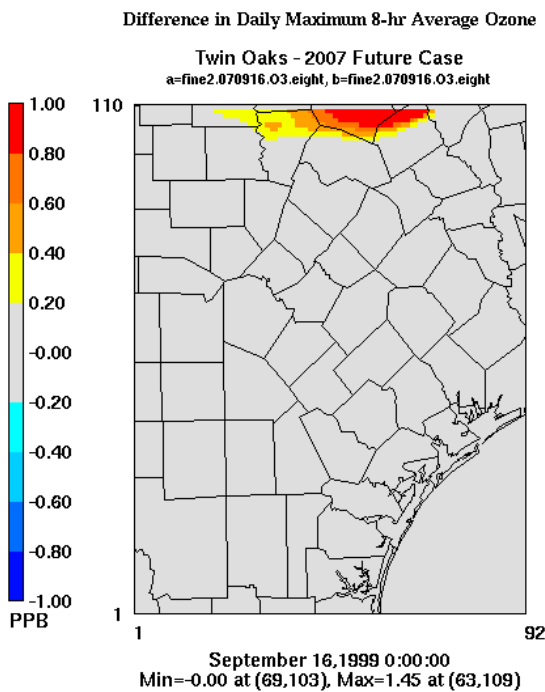 Difference in Daily Maximum 8-hr Average Ozone
Twin Oaks - 2007 Future Case
a=fine2.070916.O3.eight, b=fine2.070916.O3.eight
1.00
0.80
0.60
0.40
0.20
-0.00
-0.20
-0.40
-0.60
-0.80
-1.00
PPB
110
1
1
92
September 16,1999 0:00:00
Min=-0.00 at (69,103), Max=1.45 at (63,109)